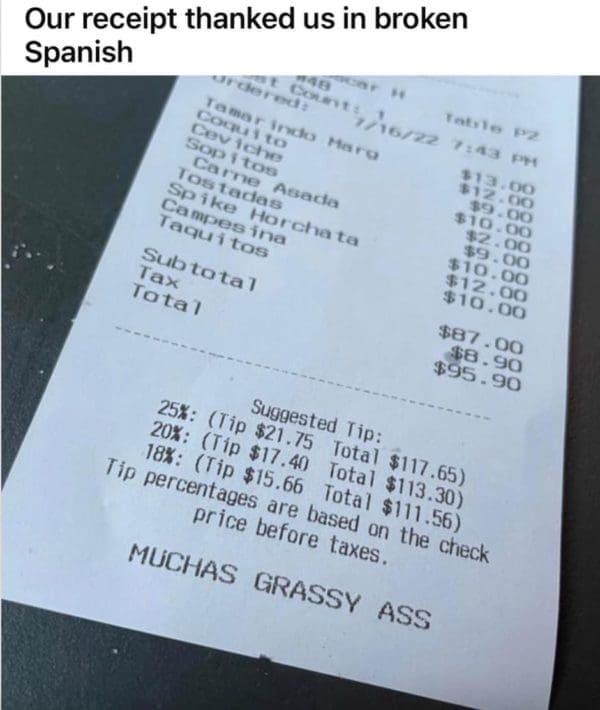 Our receipt thanked us in broken
Spanish
Count: 1 Table P2
Ordered: 7/16/22 7:43 PM
Tamarindo Marg $13.00
Coquito $12.00
Ceviche $9.00
Sopitos $10.00
Carne Asada $2.00
Tostadas $9.00
Spike Horchata $10.00
Campesina $12.00
Taquitos $10.00
Subtotal $87.00
Tax $8.90
Total $95.90
Suggested Tip:
25%: (Tip $21.75 Total $117.65)
20%: (Tip $17.40 Total $113.30)
18%: (Tip $15.66 Total $111.56)
Tip percentages are based on the check
price before taxes.
MUCHAS GRASSY ASS